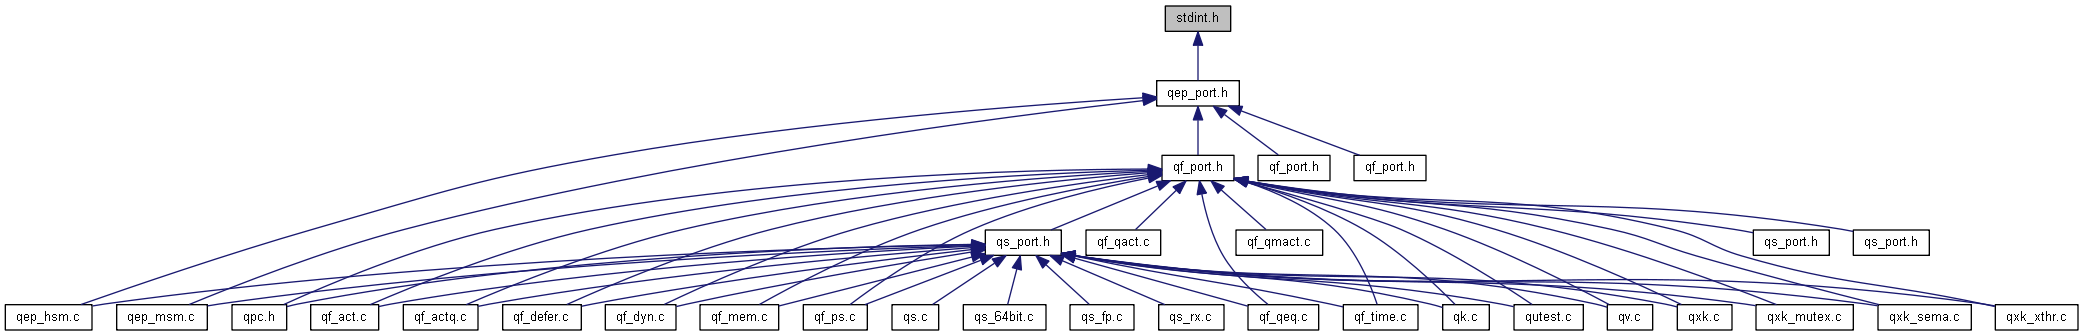 stdint.h
qep_port.h
qf_port.h
qf_port.h
qf_port.h
qs_port.h
qf_qact.c
qf_qmact.c
qs_port.h
qs_port.h
qep_hsm.c
qep_msm.c
qpc.h
qf_act.c
qf_actq.c
qf_defer.c
qf_dyn.c
qf_mem.c
qf_ps.c
qs.c
qs_64bit.c
qs_fp.c
qs_rx.c
qf_qeq.c
qf_time.c
qk.c
qutest.c
qv.c
qxk.c
qxk_mutex.c
qxk_sema.c
qxk_xthr.c